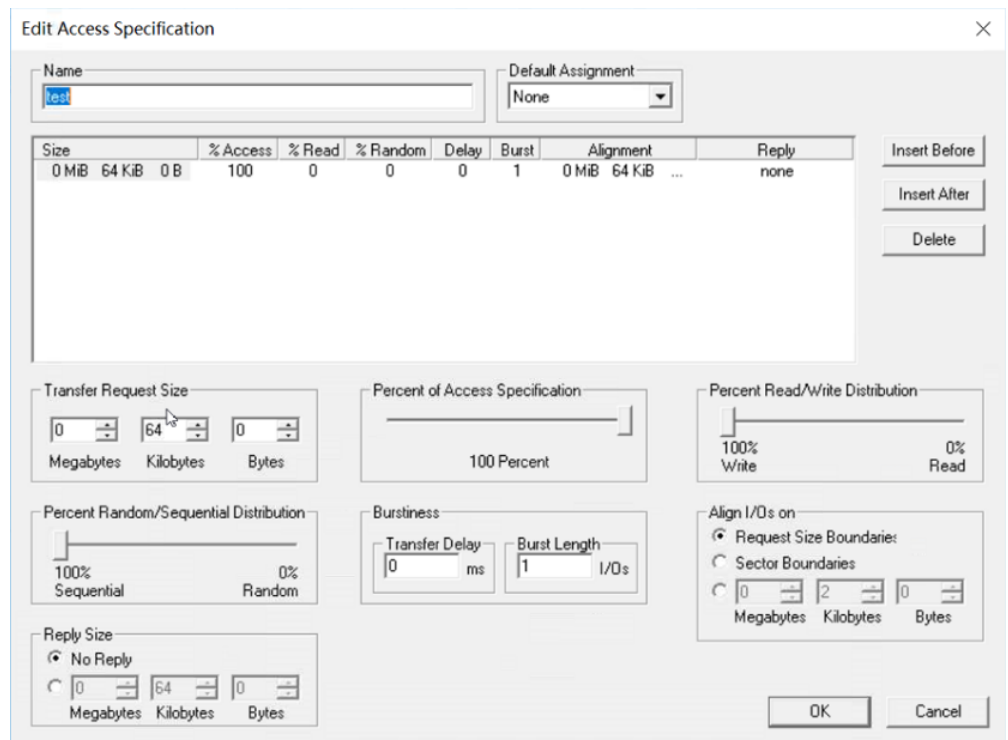 Edit Access Specification
Name
test
Default Assignment
None
Size % Access % Read % Random Delay Burst Alignment Reply
0 MiB 64 KiB 0 B 100 0 0 0 1 0 MiB 64 KiB ... none
Insert Before
Insert After
Delete
Transfer Request Size
0 64 0
Megabytes Kilobytes Bytes
Percent of Access Specification
100 Percent
Percent Read/Write Distribution
100% 0%
Write Read
Percent Random/Sequential Distribution
100% 0%
Sequential Random
Burstiness
Transfer Delay
0 ms
Burst Length
1 I/Os
Align I/Os on
Request Size Boundaries
Sector Boundaries
0 2 0
Megabytes Kilobytes Bytes
Reply Size
No Reply
0 64 0
Megabytes Kilobytes Bytes
OK
Cancel